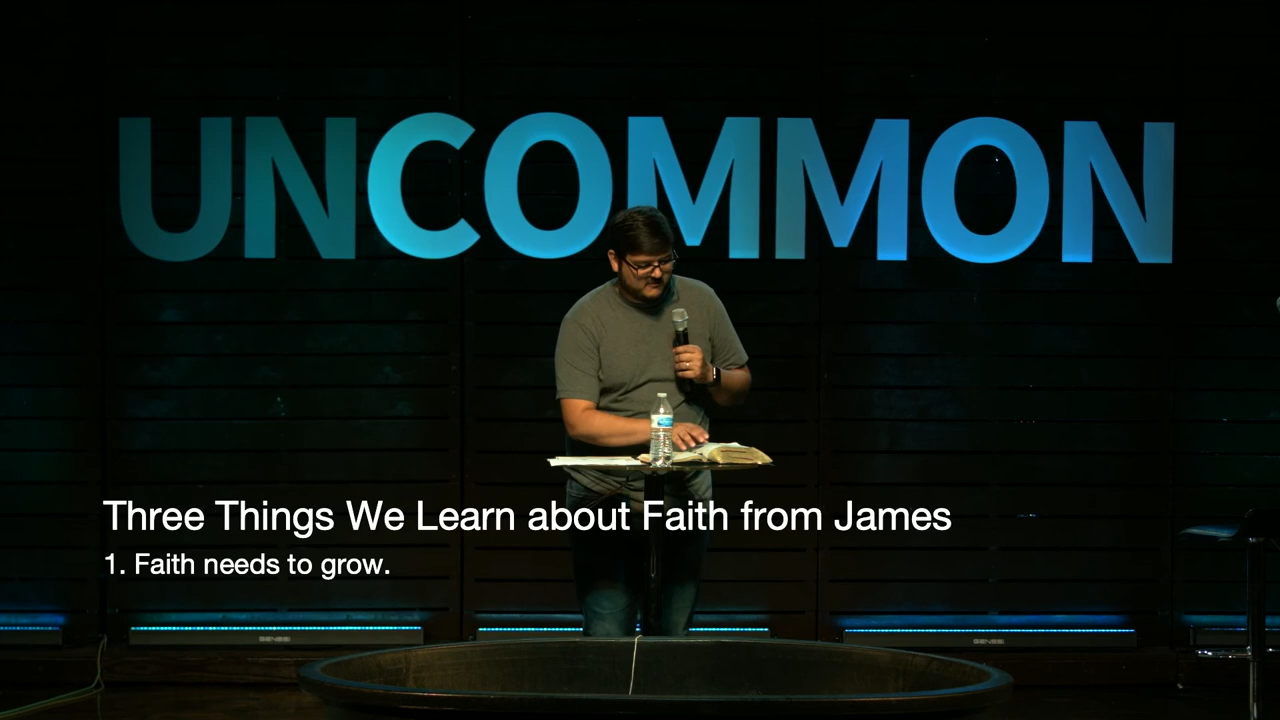 UNCOMMON
Three Things We Learn about Faith from James
1. Faith needs to grow.